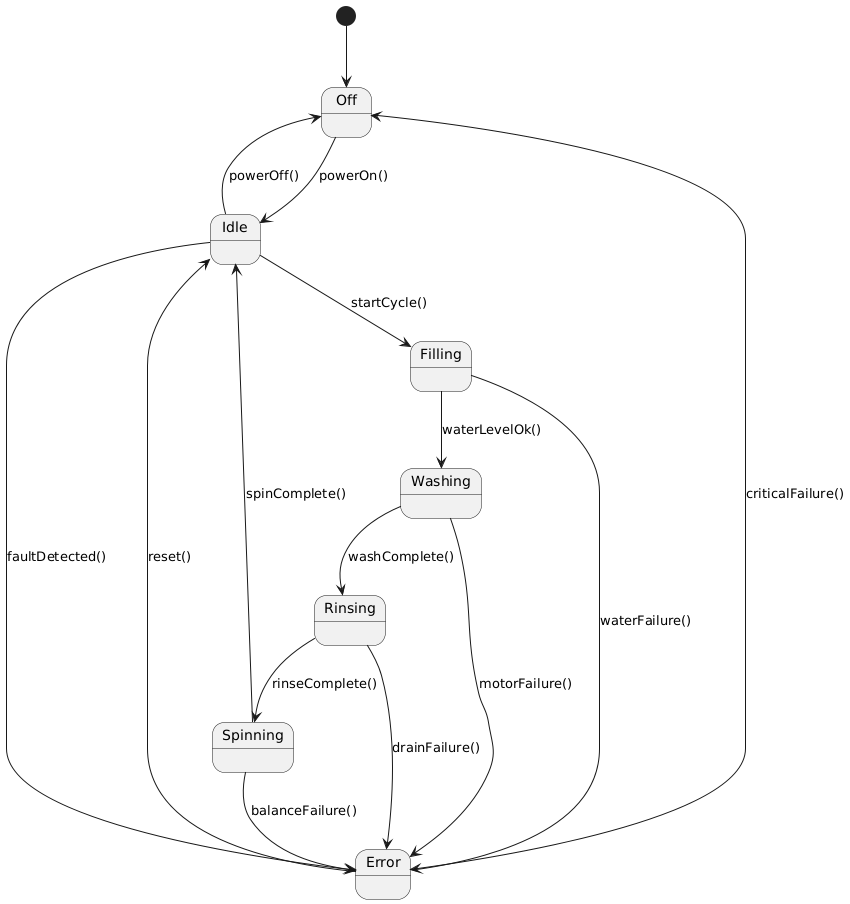 Off
powerOff()
powerOn()
Idle
startCycle()
Filling
waterLevelOk()
Washing
spinComplete()
criticalFailure()
faultDetected()
reset()
washComplete()
Rinsing
waterFailure()
rinseComplete()
motorFailure()
Spinning
drainFailure()
balanceFailure()
Error